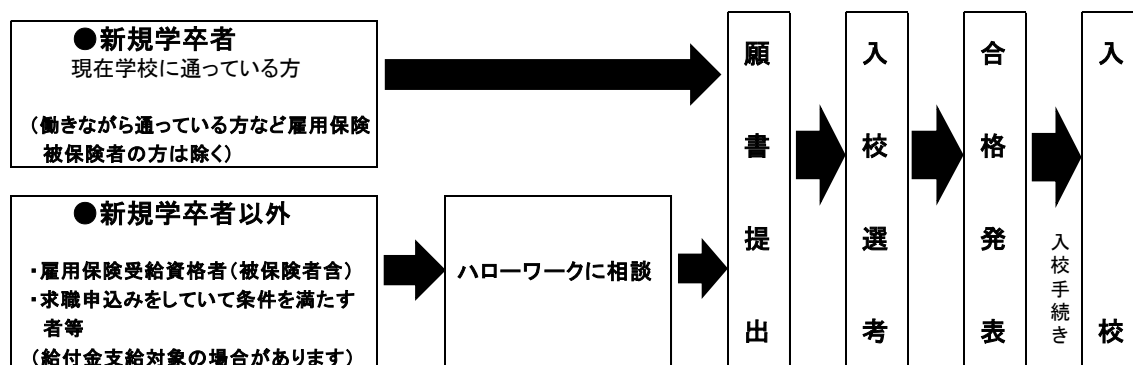 ●新規学卒者
現在学校に通っている方
(働きながら通っている方など雇用保険
被保険者の方は除く)
●新規学卒者以外
・雇用保険受給資格者(被保険者含)
・求職申込みをしていて条件を満たす
者等
(給付金支給対象の場合があります)
ハローワークに相談
願書提出
入校選考
合格発表
入校手続き
入校